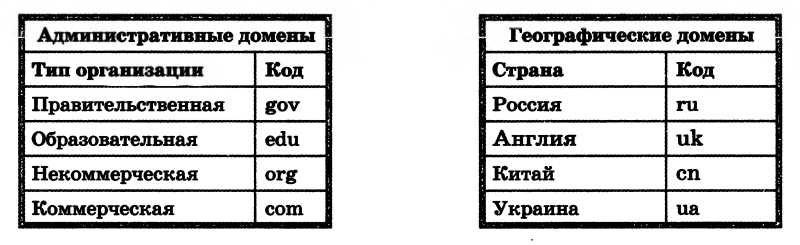 Административные домены
Тип организации Код
Правительственная gov
Образовательная edu
Некоммерческая org
Коммерческая com
Географические домены
Страна Код
Россия ru
Англия uk
Китай cn
Украина ua